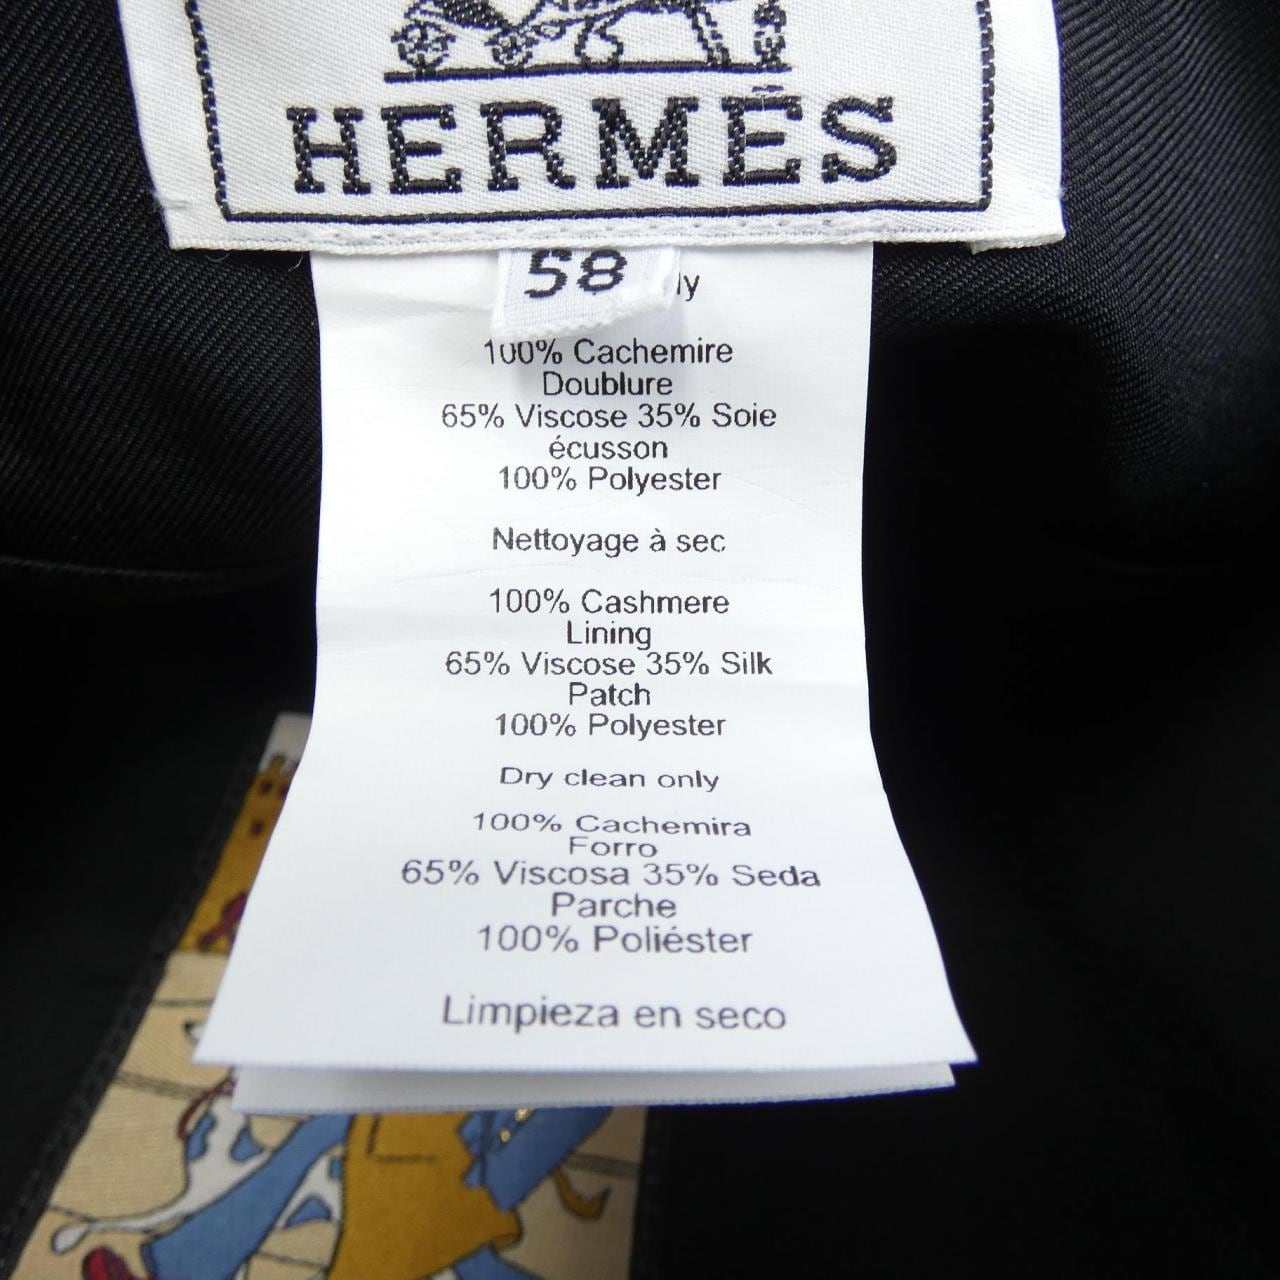 HERMÈS
58
100% Cachemire
Doublure
65% Viscose 35% Soie
écusson
100% Polyester
Nettoyage à sec
100% Cashmere
Lining
65% Viscose 35% Silk
Patch
100% Polyester
Dry clean only
100% Cachemira
Forro
65% Viscosa 35% Seda
Parche
100% Poliéster
Limpieza en seco